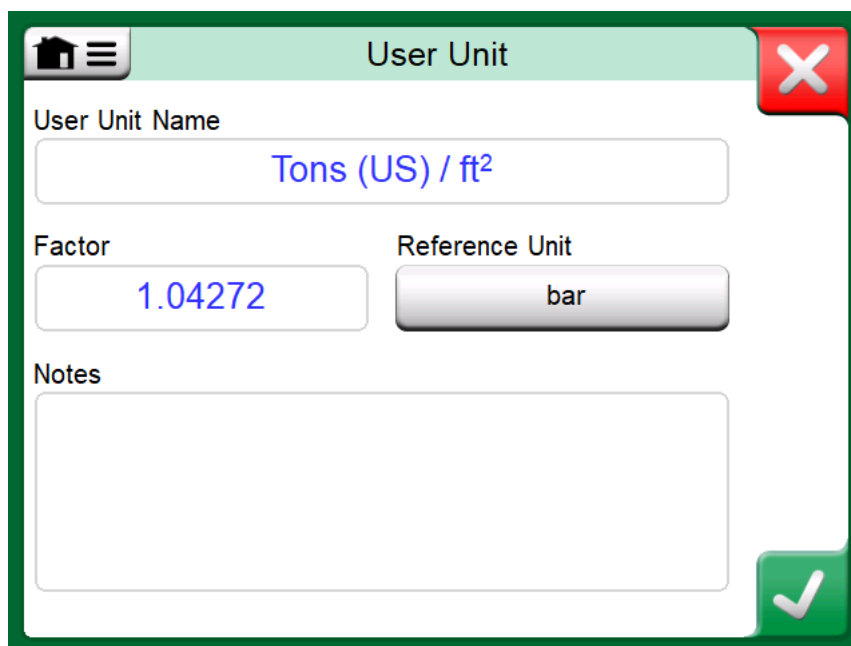 User Unit
User Unit Name
Tons (US) / ft²
Factor
Reference Unit
1.04272
bar
Notes